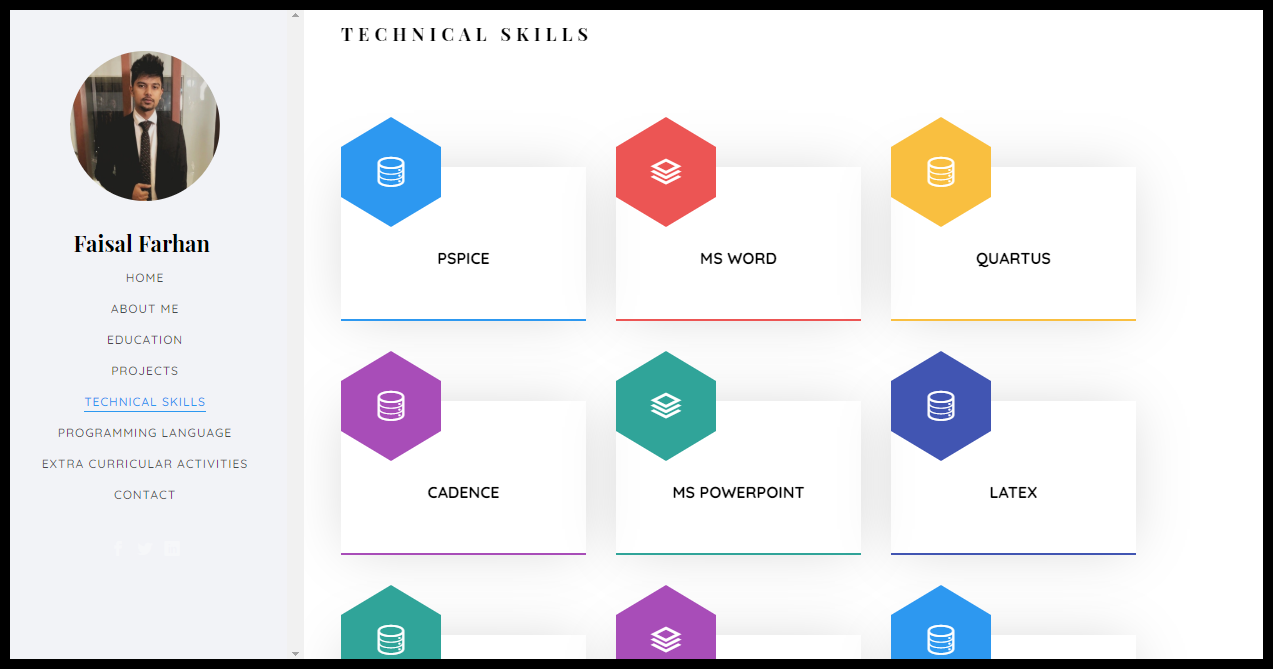 TECHNICAL SKILLS
Faisal Farhan
HOME
ABOUT ME
EDUCATION
PROJECTS
TECHNICAL SKILLS
PROGRAMMING LANGUAGE
EXTRA CURRICULAR ACTIVITIES
CONTACT
PSPICE
MS WORD
QUARTUS
CADENCE
MS POWERPOINT
LATEX